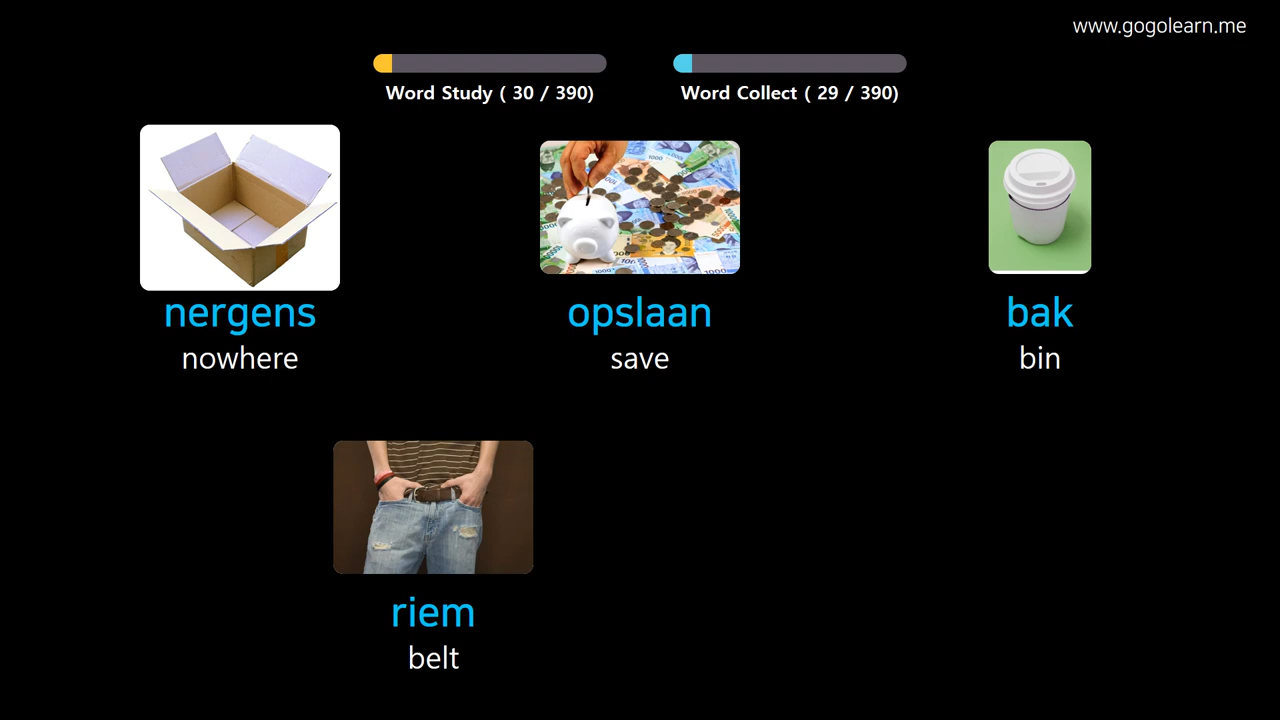 www.gogolearn.me
Word Study ( 30 / 390)
Word Collect ( 29 / 390)
nergens
nowhere
opslaan
save
bak
bin
riem
belt